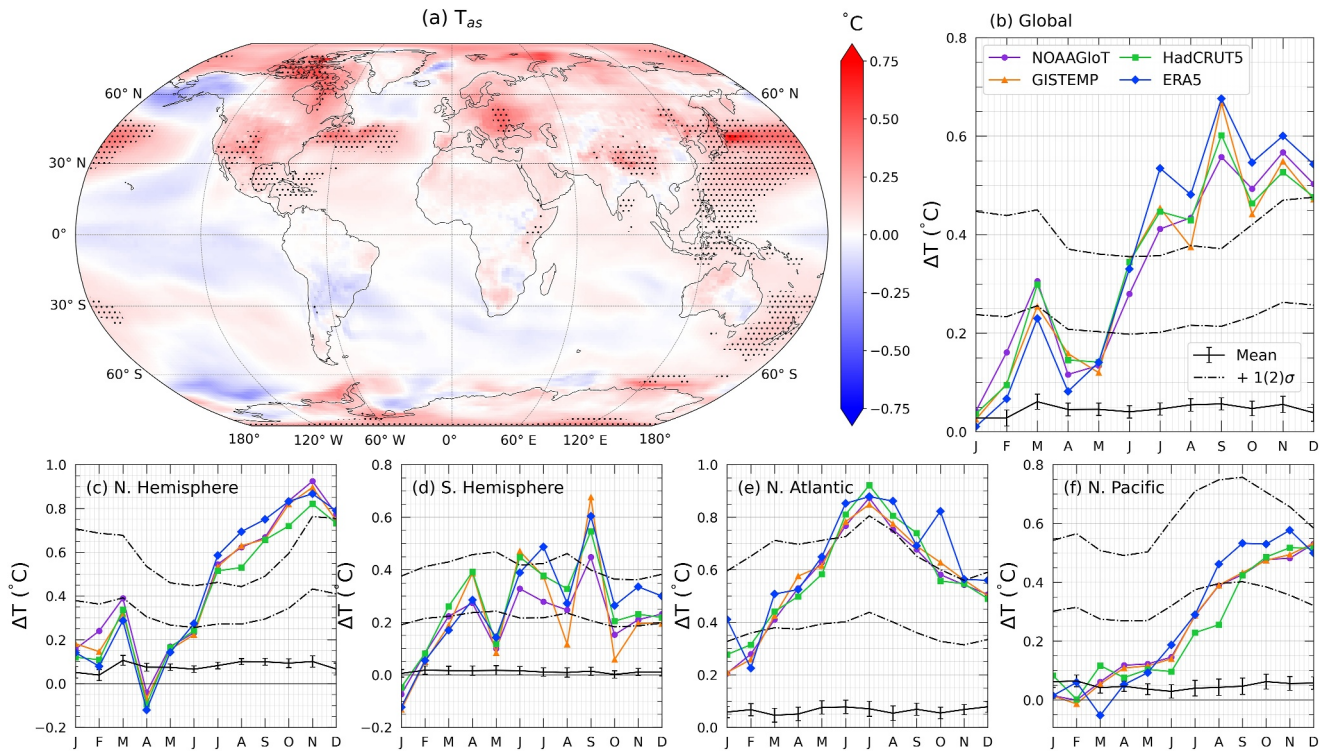 (a) T_as
°C
0.75
0.50
0.25
0.00
−0.25
−0.50
−0.75
60° N
30° N
0°
30° S
60° S
60° N
30° N
0°
30° S
60° S
180° 120° W 60° W 0° 60° E 120° E 180°
(b) Global
NOAAGloT
GISTEMP
HadCRUT5
ERA5
Mean
+ 1(2)σ
ΔT (°C)
0.8
0.6
0.4
0.2
0.0
J F M A M J J A S O N D
(c) N. Hemisphere
ΔT (°C)
1.0
0.8
0.6
0.4
0.2
0.0
−0.2
J F M A M J J A S O N D
(d) S. Hemisphere
ΔT (°C)
0.8
0.6
0.4
0.2
0.0
−0.2
J F M A M J J A S O N D
(e) N. Atlantic
ΔT (°C)
1.0
0.8
0.6
0.4
0.2
0.0
J F M A M J J A S O N D
(f) N. Pacific
ΔT (°C)
0.8
0.6
0.4
0.2
0.0
J F M A M J J A S O N D